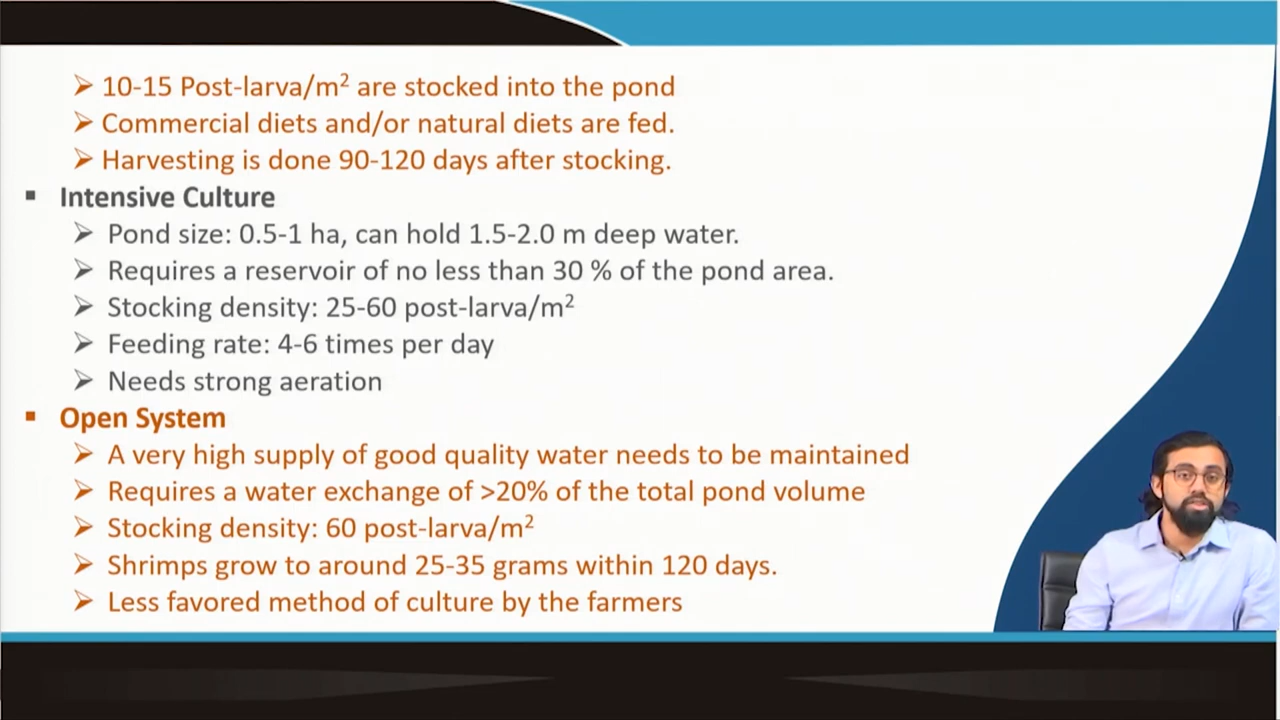 ➢ 10-15 Post-larva/m² are stocked into the pond
➢ Commercial diets and/or natural diets are fed.
➢ Harvesting is done 90-120 days after stocking.
▪ Intensive Culture
➢ Pond size: 0.5-1 ha, can hold 1.5-2.0 m deep water.
➢ Requires a reservoir of no less than 30 % of the pond area.
➢ Stocking density: 25-60 post-larva/m²
➢ Feeding rate: 4-6 times per day
➢ Needs strong aeration
▪ Open System
➢ A very high supply of good quality water needs to be maintained
➢ Requires a water exchange of >20% of the total pond volume
➢ Stocking density: 60 post-larva/m²
➢ Shrimps grow to around 25-35 grams within 120 days.
➢ Less favored method of culture by the farmers